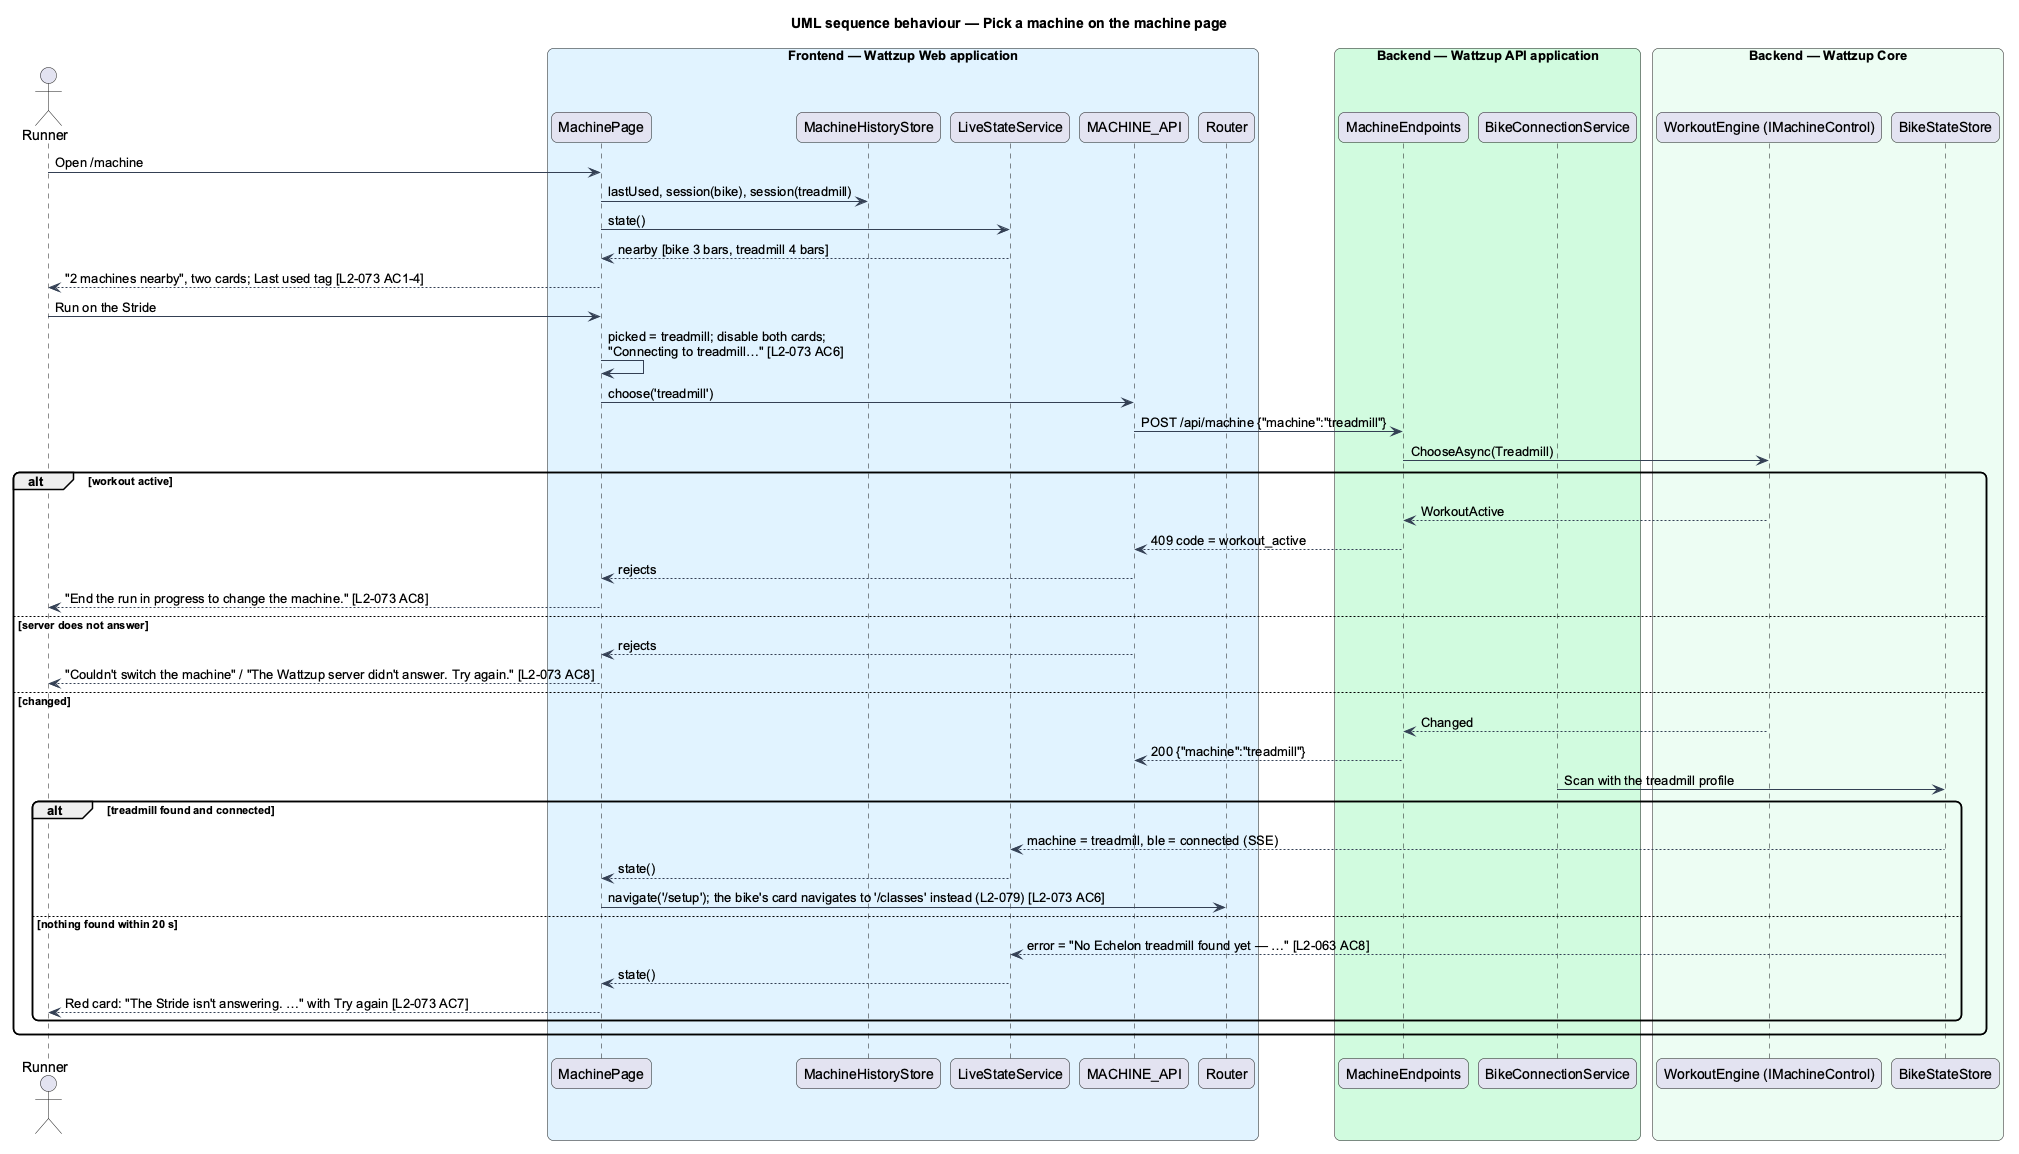 UML sequence behaviour — Pick a machine on the machine page
Frontend — Wattzup Web application
Backend — Wattzup API application
Backend — Wattzup Core
Runner
MachinePage
MachineHistoryStore
LiveStateService
MACHINE_API
Router
MachineEndpoints
BikeConnectionService
WorkoutEngine (IMachineControl)
BikeStateStore
Open /machine
lastUsed, session(bike), session(treadmill)
state()
nearby [bike 3 bars, treadmill 4 bars]
"2 machines nearby", two cards; Last used tag [L2-073 AC1-4]
Run on the Stride
picked = treadmill; disable both cards;
"Connecting to treadmill…" [L2-073 AC6]
choose('treadmill')
POST /api/machine {"machine":"treadmill"}
ChooseAsync(Treadmill)
alt
[workout active]
WorkoutActive
409 code = workout_active
rejects
"End the run in progress to change the machine." [L2-073 AC8]
[server does not answer]
rejects
"Couldn't switch the machine" / "The Wattzup server didn't answer. Try again." [L2-073 AC8]
[changed]
Changed
200 {"machine":"treadmill"}
Scan with the treadmill profile
alt
[treadmill found and connected]
machine = treadmill, ble = connected (SSE)
state()
navigate('/setup'); the bike's card navigates to '/classes' instead (L2-079) [L2-073 AC6]
[nothing found within 20 s]
error = "No Echelon treadmill found yet — …" [L2-063 AC8]
state()
Red card: "The Stride isn't answering. …" with Try again [L2-073 AC7]
Runner
MachinePage
MachineHistoryStore
LiveStateService
MACHINE_API
Router
MachineEndpoints
BikeConnectionService
WorkoutEngine (IMachineControl)
BikeStateStore